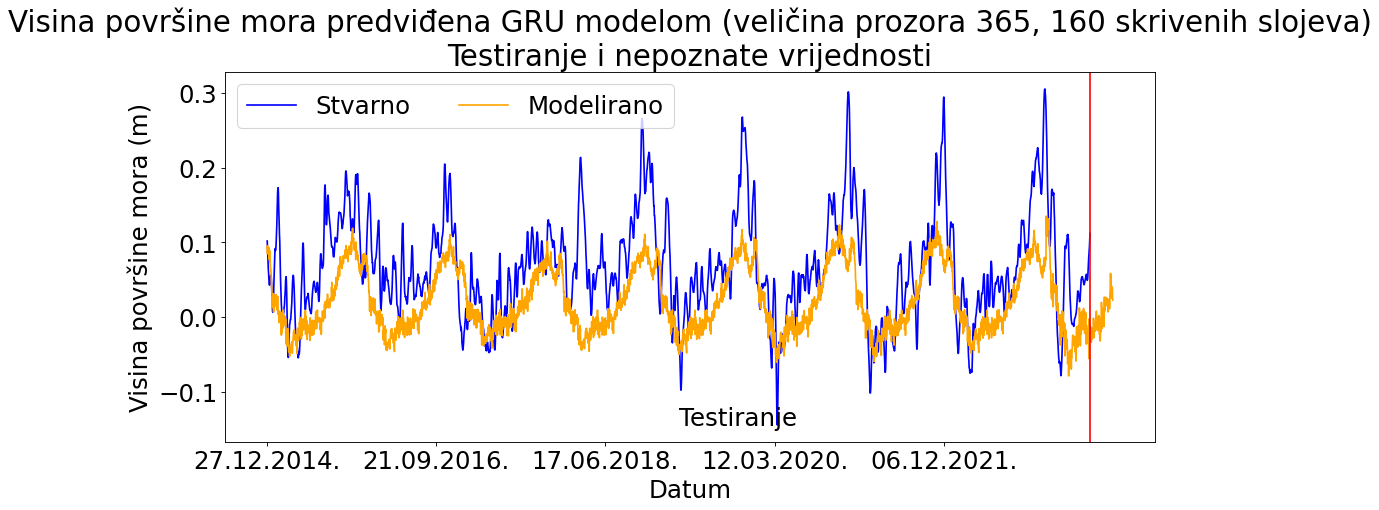 Visina površine mora predviđena GRU modelom (veličina prozora 365, 160 skrivenih slojeva)
Testiranje i nepoznate vrijednosti
Stvarno
Modelirano
Visina površine mora (m)
0.3
0.2
0.1
0.0
−0.1
Testiranje
27.12.2014.
21.09.2016.
17.06.2018.
12.03.2020.
06.12.2021.
Datum